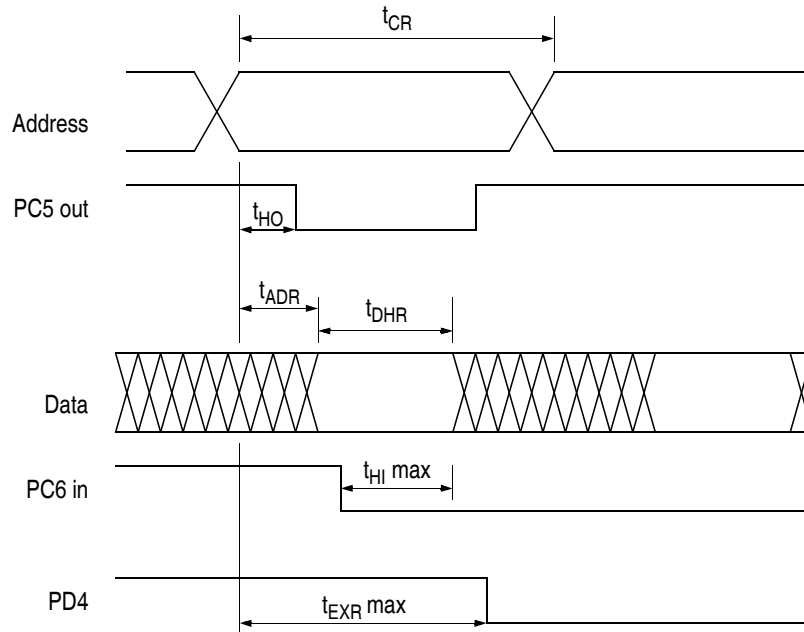 tCR
Address
PC5 out
tHO
tADR
tDHR
Data
PC6 in
tHI max
PD4
tEXR max